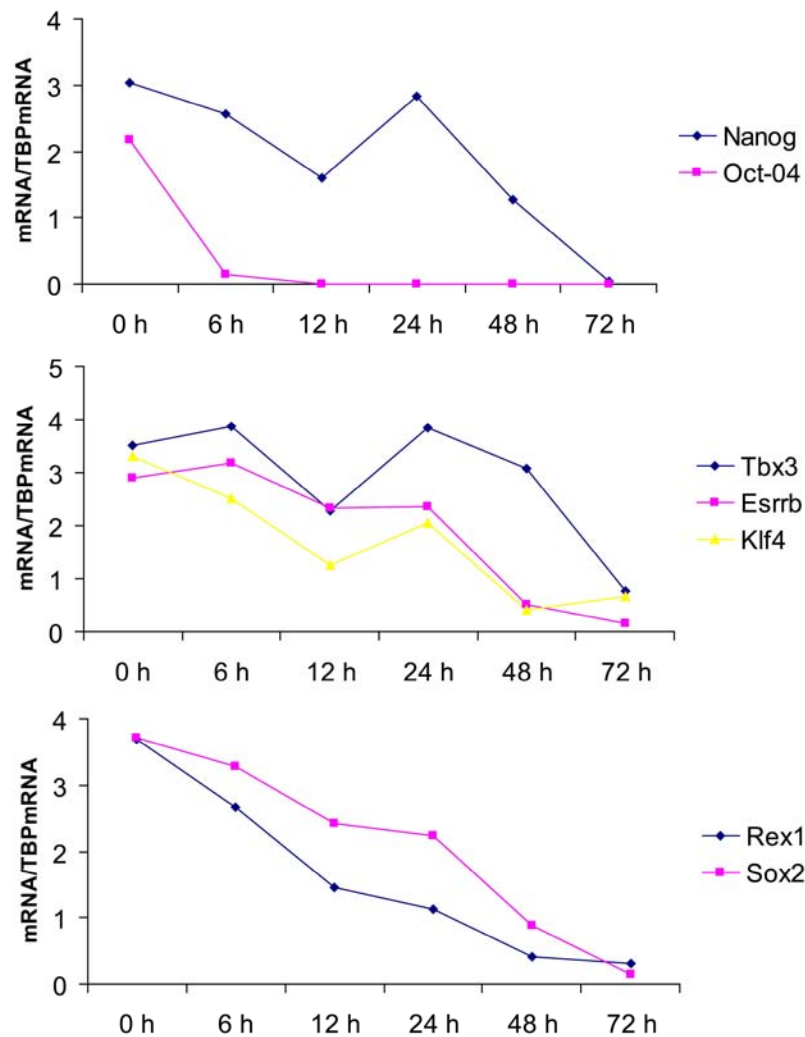 4
3
2
1
0
mRNA/TBPmRNA
0 h 6 h 12 h 24 h 48 h 72 h
Nanog
Oct-04
5
4
3
2
1
0
mRNA/TBPmRNA
0 h 6 h 12 h 24 h 48 h 72 h
Tbx3
Esrrb
Klf4
4
3
2
1
0
mRNA/TBPmRNA
0 h 6 h 12 h 24 h 48 h 72 h
Rex1
Sox2